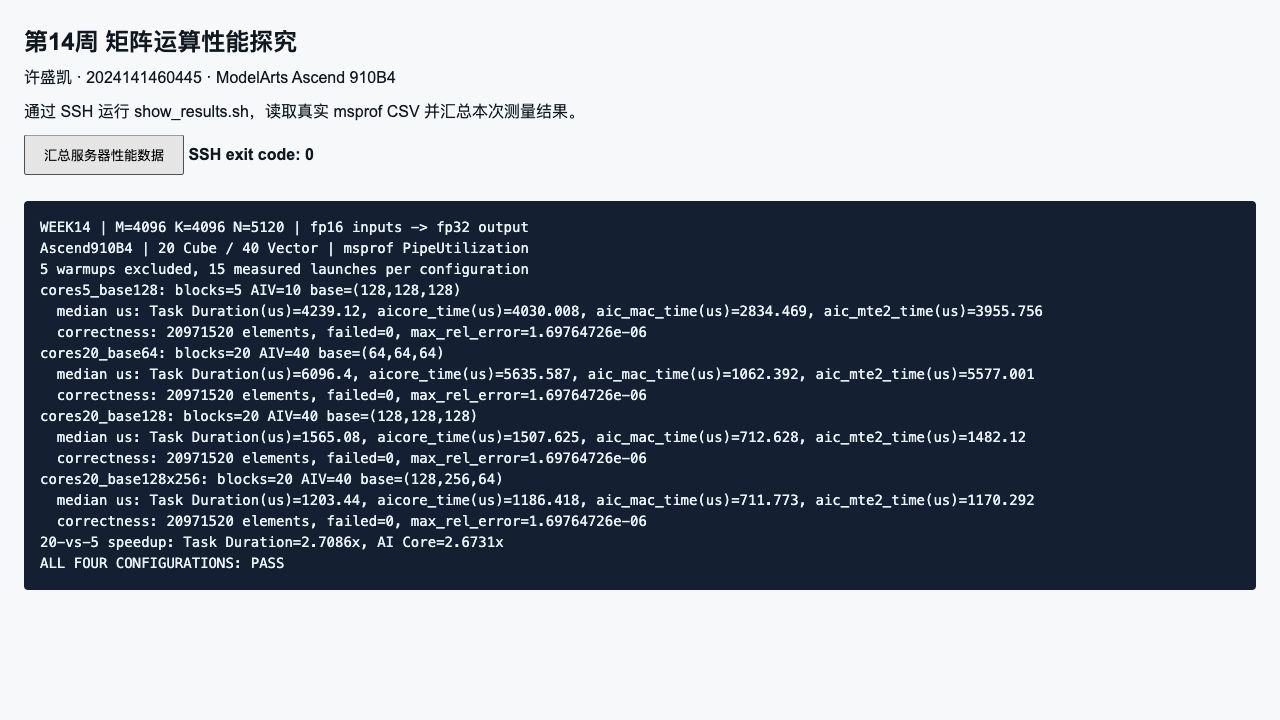 第14周 矩阵运算性能探究
许盛凯 · 2024141460445 · ModelArts Ascend 910B4
通过 SSH 运行 show_results.sh，读取真实 msprof CSV 并汇总本次测量结果。
汇总服务器性能数据 SSH exit code: 0
WEEK14 | M=4096 K=4096 N=5120 | fp16 inputs -> fp32 output
Ascend910B4 | 20 Cube / 40 Vector | msprof PipeUtilization
5 warmups excluded, 15 measured launches per configuration
cores5_base128: blocks=5 AIV=10 base=(128,128,128)
  median us: Task Duration(us)=4239.12, aicore_time(us)=4030.008, aic_mac_time(us)=2834.469, aic_mte2_time(us)=3955.756
  correctness: 20971520 elements, failed=0, max_rel_error=1.69764726e-06
cores20_base64: blocks=20 AIV=40 base=(64,64,64)
  median us: Task Duration(us)=6096.4, aicore_time(us)=5635.587, aic_mac_time(us)=1062.392, aic_mte2_time(us)=5577.001
  correctness: 20971520 elements, failed=0, max_rel_error=1.69764726e-06
cores20_base128: blocks=20 AIV=40 base=(128,128,128)
  median us: Task Duration(us)=1565.08, aicore_time(us)=1507.625, aic_mac_time(us)=712.628, aic_mte2_time(us)=1482.12
  correctness: 20971520 elements, failed=0, max_rel_error=1.69764726e-06
cores20_base128x256: blocks=20 AIV=40 base=(128,256,64)
  median us: Task Duration(us)=1203.44, aicore_time(us)=1186.418, aic_mac_time(us)=711.773, aic_mte2_time(us)=1170.292
  correctness: 20971520 elements, failed=0, max_rel_error=1.69764726e-06
20-vs-5 speedup: Task Duration=2.7086x, AI Core=2.6731x
ALL FOUR CONFIGURATIONS: PASS